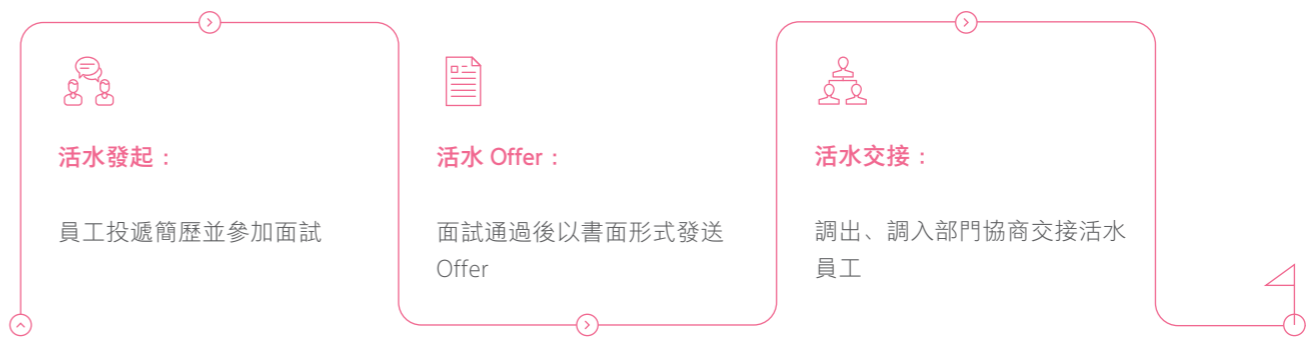 活水發起：
員工投遞簡歷並參加面試
活水 Offer：
面試通過後以書面形式發送
Offer
活水交接：
調出、調入部門協商交接活水
員工